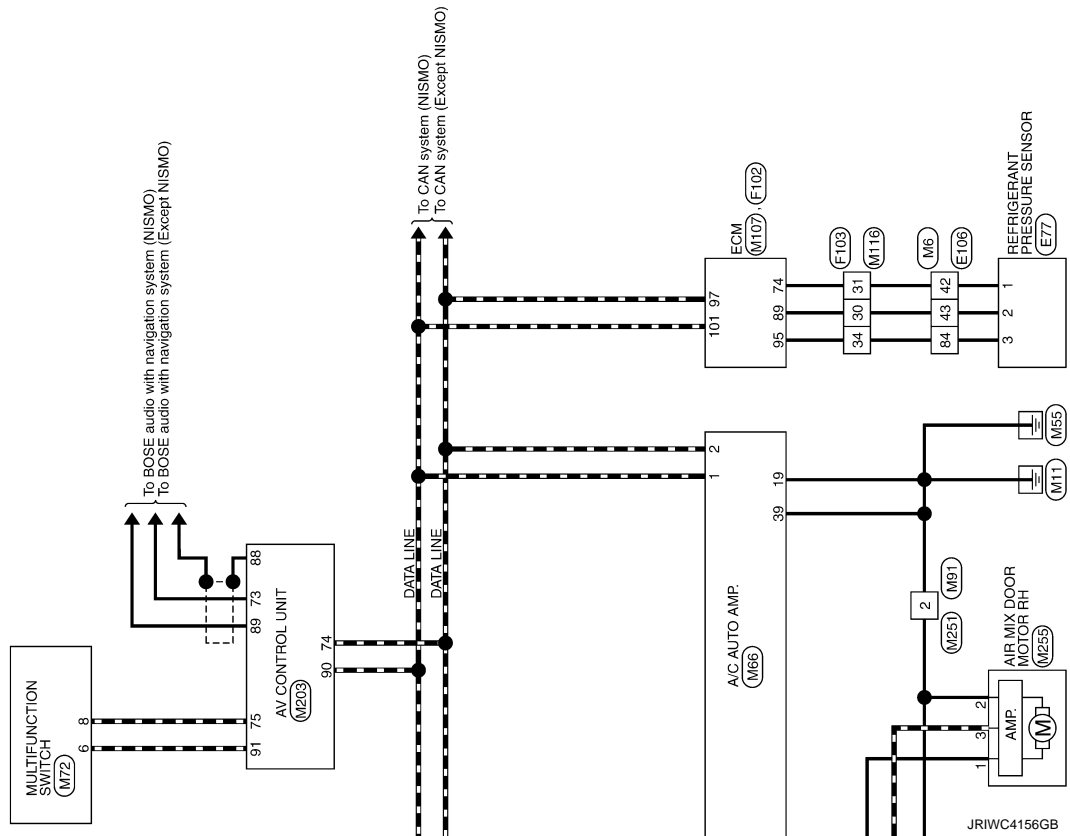 To BOSE audio with navigation system (NISMO)
To BOSE audio with navigation system (Except NISMO)
To CAN system (NISMO)
To CAN system (Except NISMO)
MULTIFUNCTION
SWITCH
M72
8
6
75
91
AV CONTROL UNIT
M203
88
73
89
74
90
DATA LINE
DATA LINE
ECM
M107 , F102
97
101
74
89
95
F103
M116
31
30
34
M6
E106
42
43
84
1
2
3
REFRIGERANT
PRESSURE SENSOR
E77
A/C AUTO AMP.
M66
2
1
19
39
M55
M11
M91
2
M251
AIR MIX DOOR
MOTOR RH
M255
2
3
1
AMP.
M
JRIWC4156GB